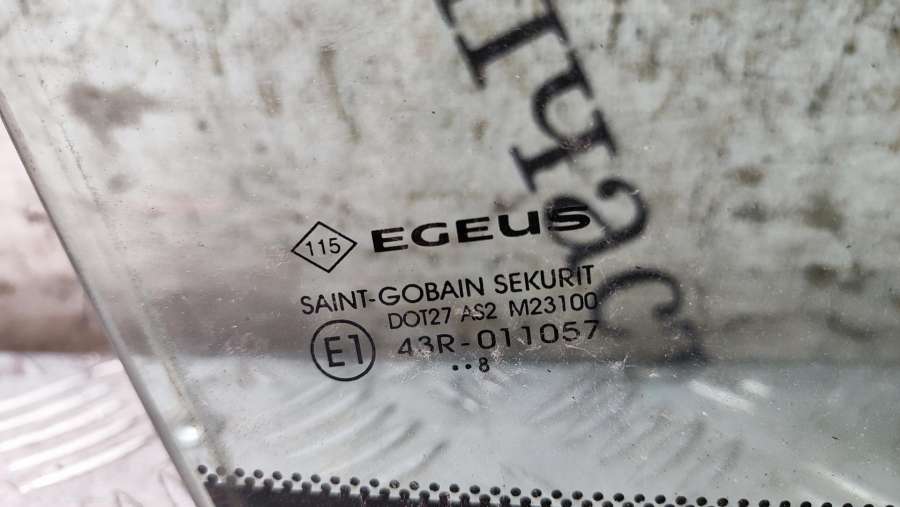 115 EGEUS
SAINT-GOBAIN SEKURIT
DOT27 AS2 M23100
E1 43R-011057
..8